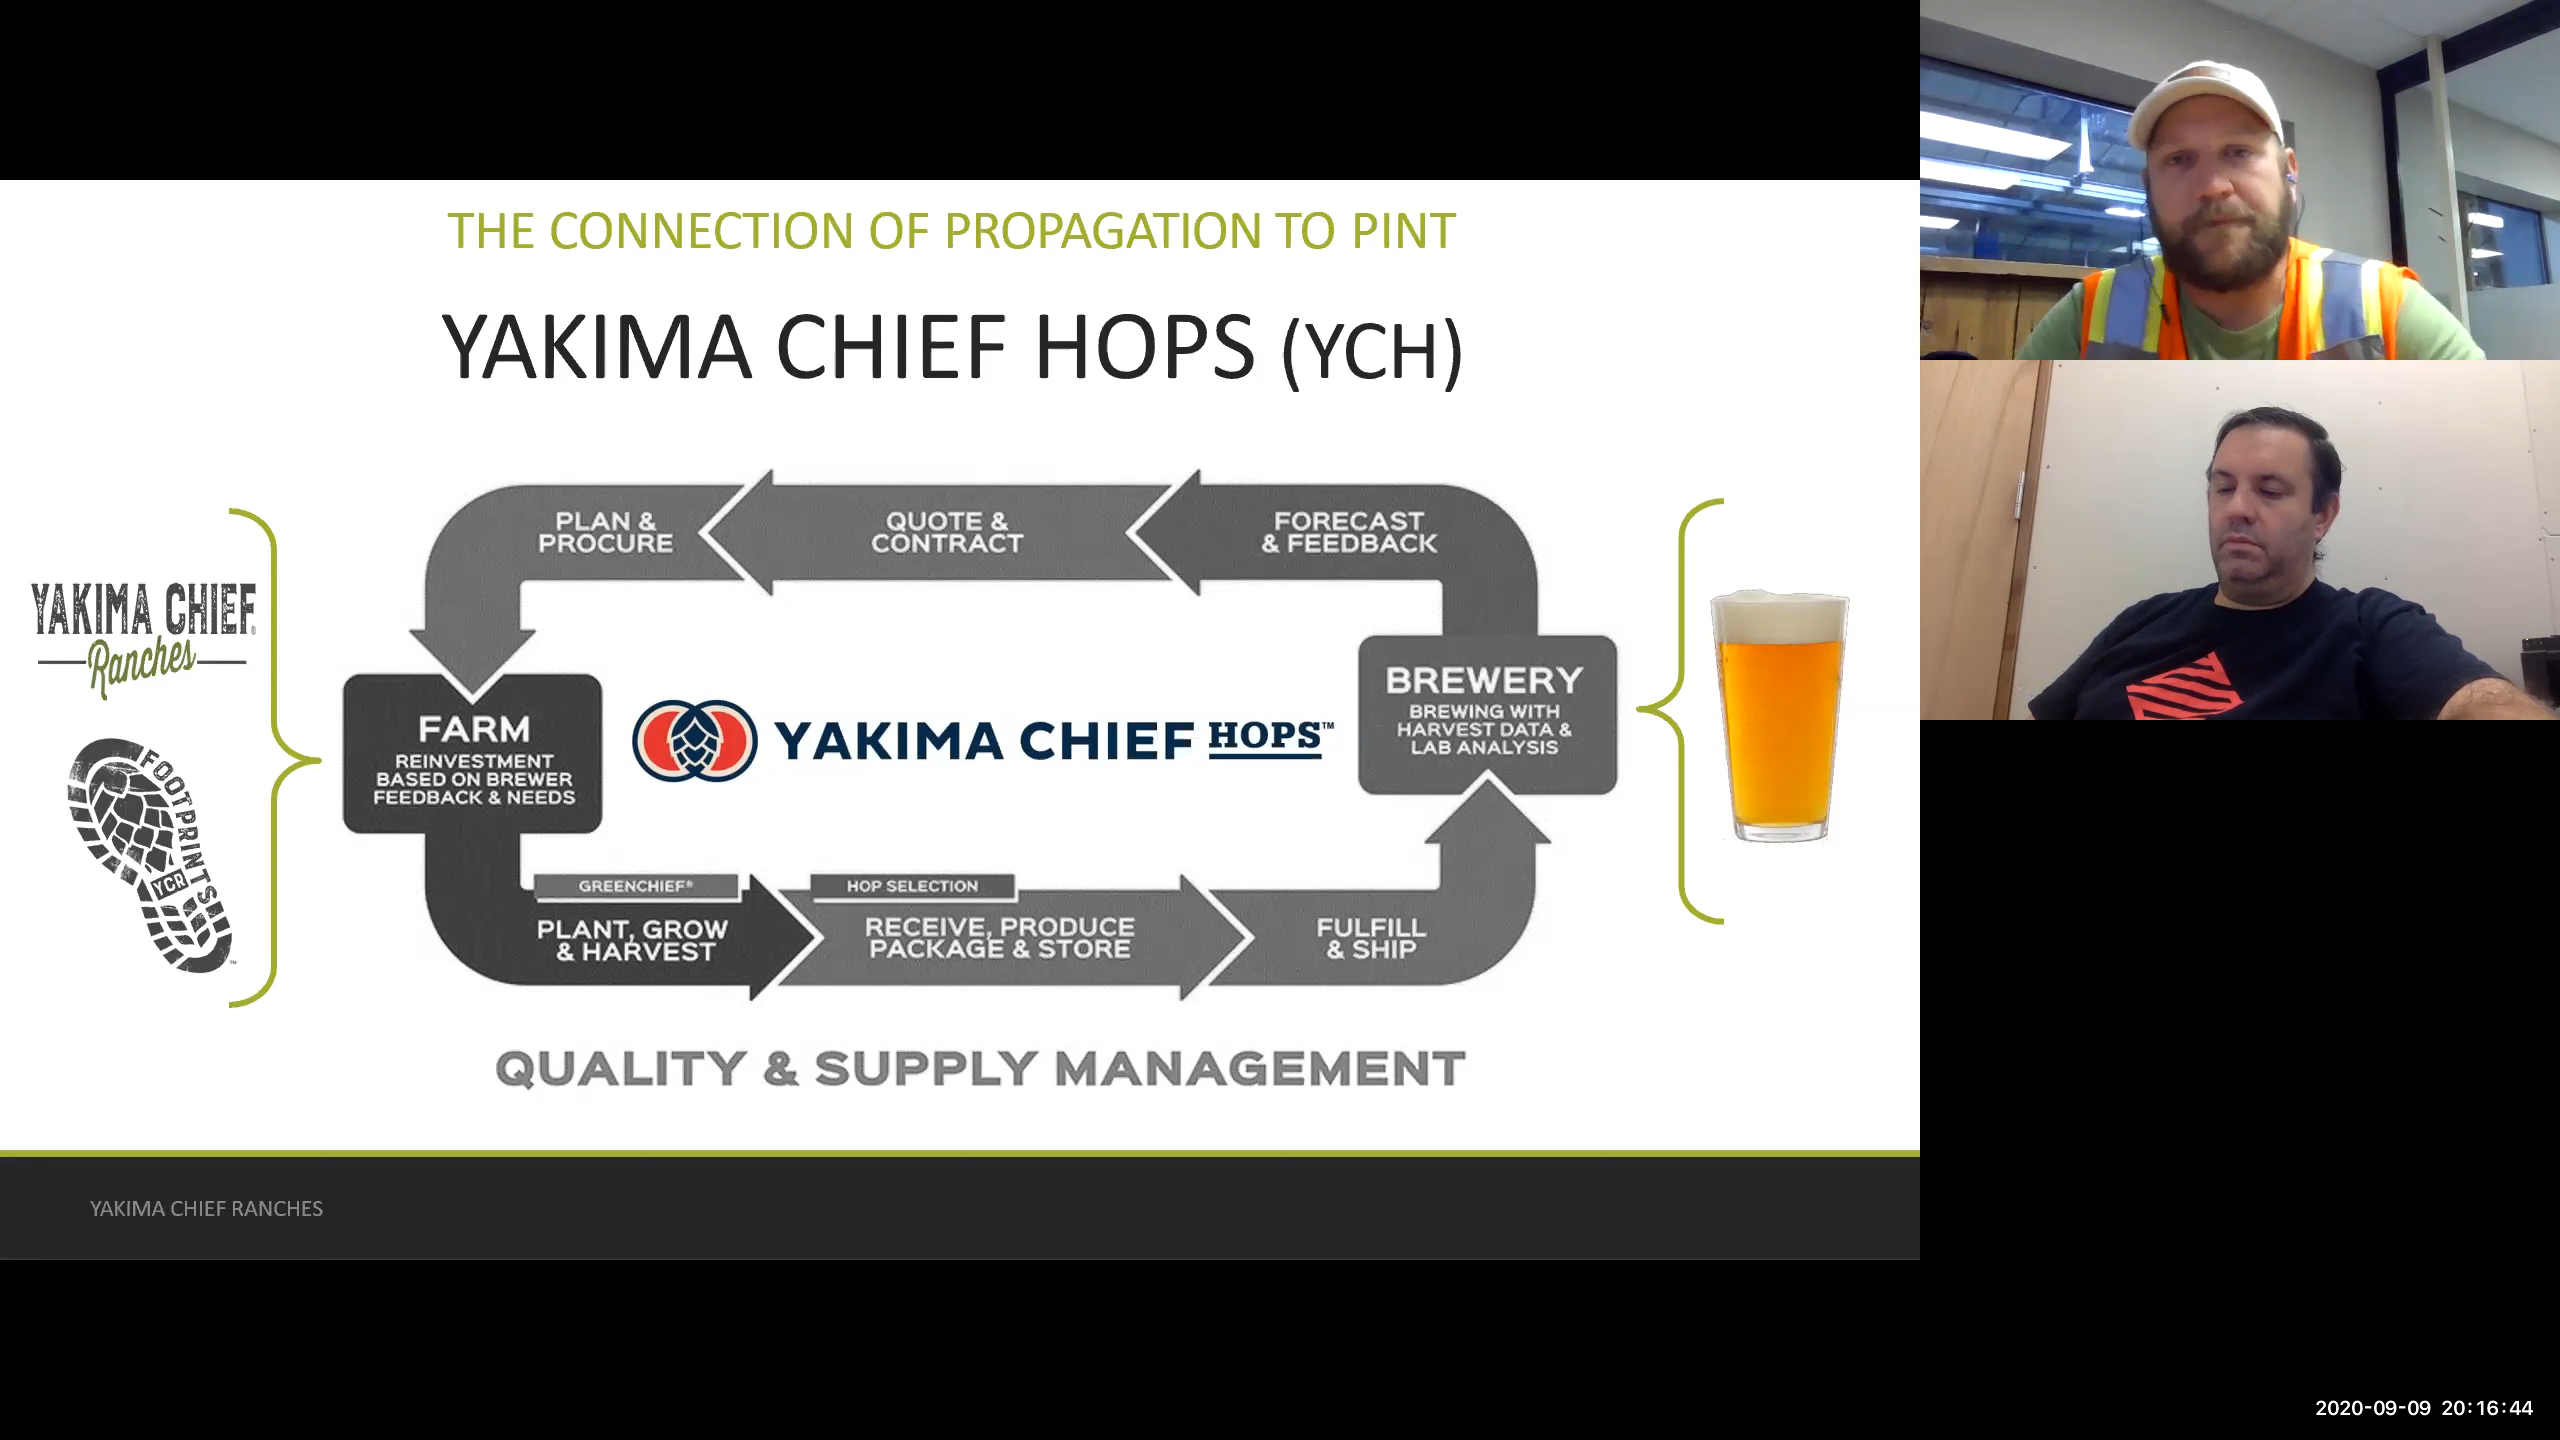 THE CONNECTION OF PROPAGATION TO PINT
YAKIMA CHIEF HOPS (YCH)
PLAN &
PROCURE
QUOTE &
CONTRACT
FORECAST
& FEEDBACK
YAKIMA CHIEF®
Ranches
FOOTPRINTS™
YCR
FARM
REINVESTMENT
BASED ON BREWER
FEEDBACK & NEEDS
YAKIMA CHIEF HOPS™
BREWERY
BREWING WITH
HARVEST DATA &
LAB ANALYSIS
GREENCHIEF®
PLANT, GROW
& HARVEST
HOP SELECTION
RECEIVE, PRODUCE
PACKAGE & STORE
FULFILL
& SHIP
QUALITY & SUPPLY MANAGEMENT
YAKIMA CHIEF RANCHES
2020-09-09 20:16:44